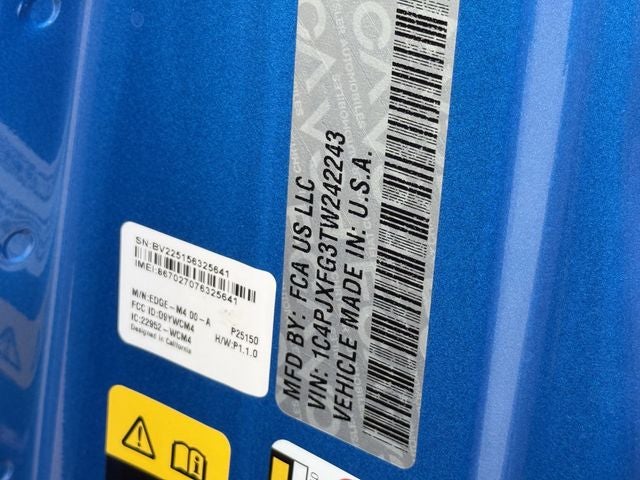 MFD BY: FCA US LLC
VIN: 1C4PJXFG3TW242243
VEHICLE MADE IN: U.S.A.
SN:BV225156325641
IMEI:867027076325641
M/N:EDGE-M4.00-A P25150
FCC ID:O9YWCM4 H/W:P1.1.0
IC:22952-WCM4
Designed in California